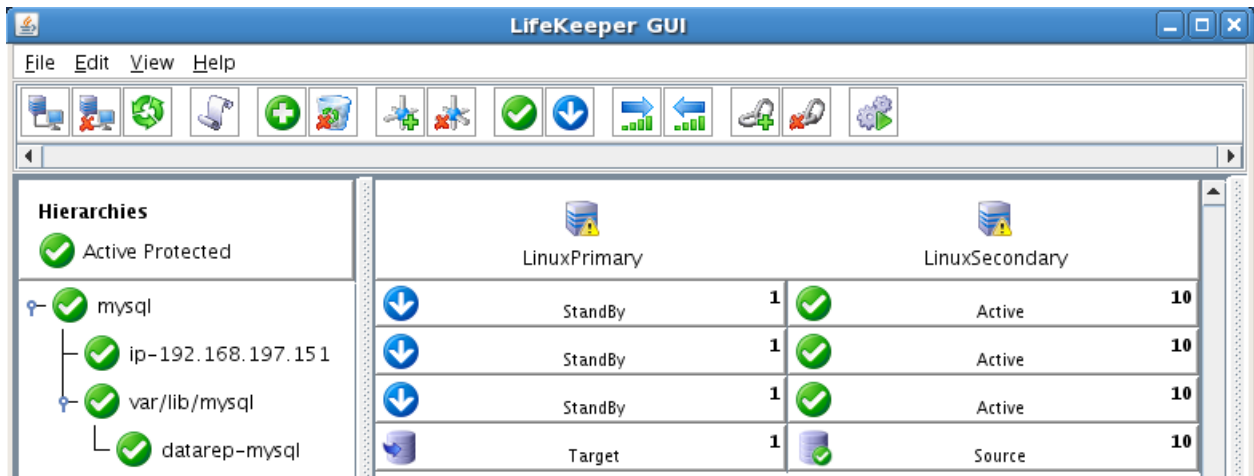 LifeKeeper GUI
File Edit View Help
Hierarchies
Active Protected
LinuxPrimary LinuxSecondary
mysql StandBy 1 Active 10
ip-192.168.197.151 StandBy 1 Active 10
var/lib/mysql StandBy 1 Active 10
datarep-mysql Target 1 Source 10